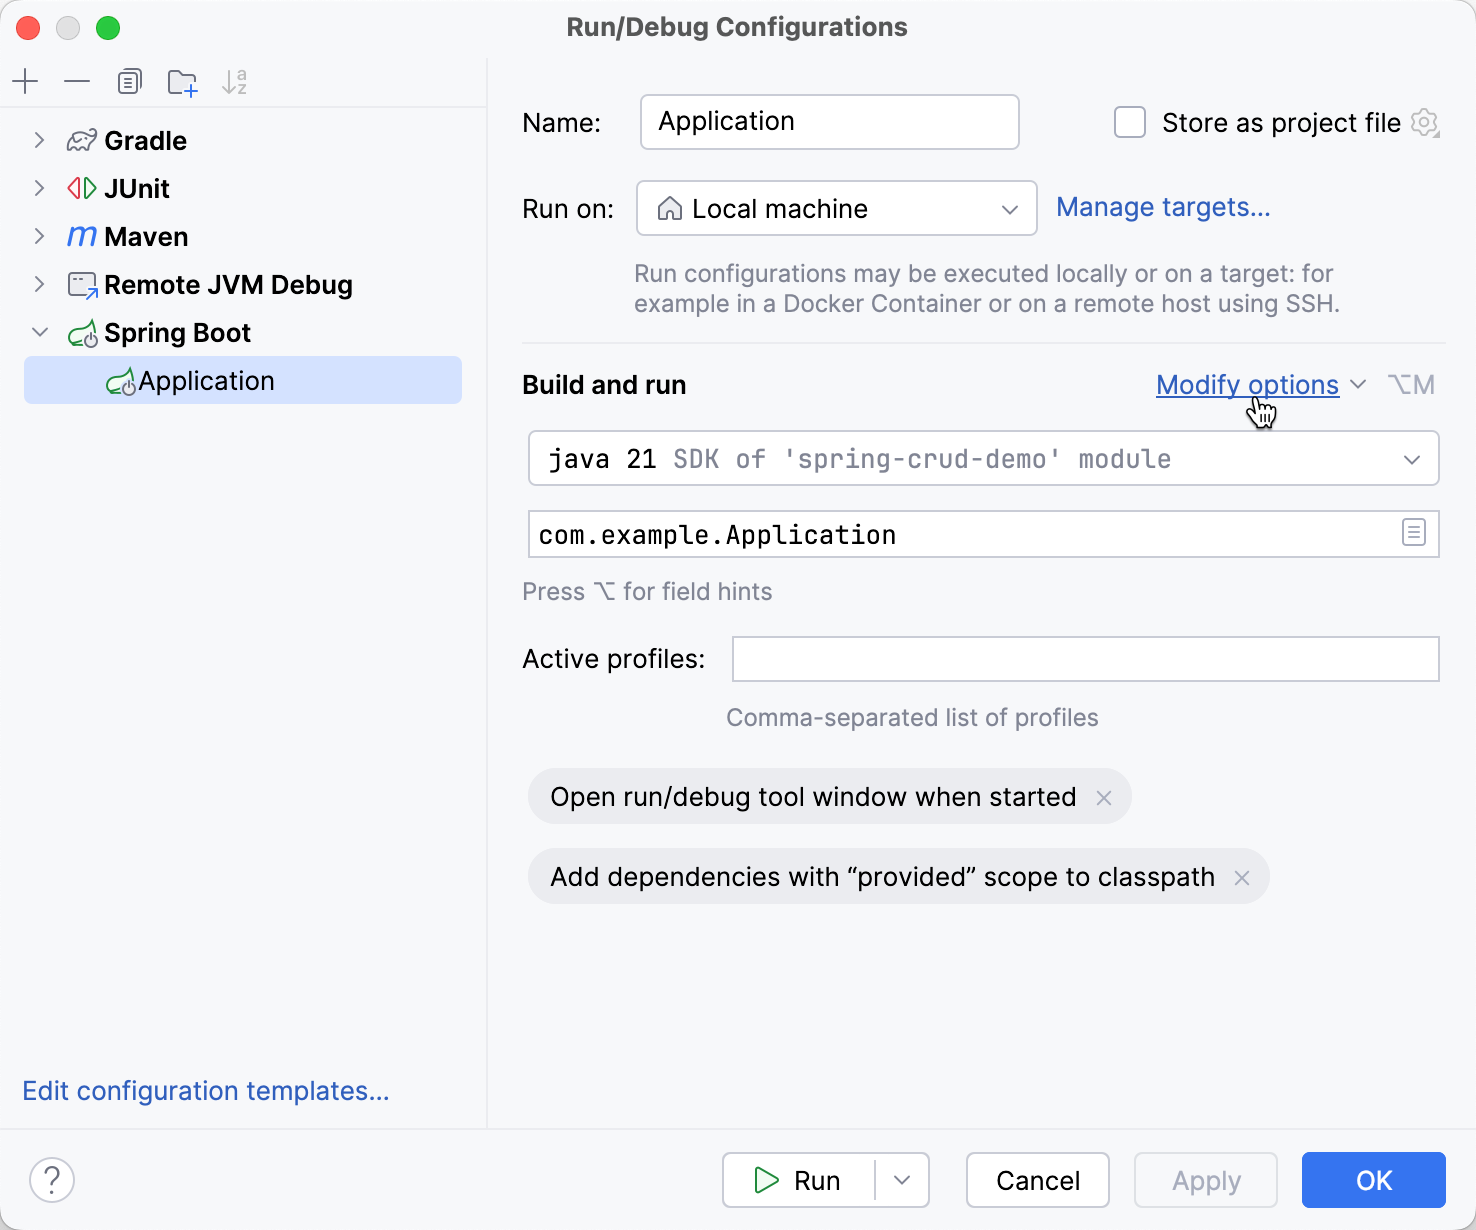 Run/Debug Configurations
Gradle
JUnit
Maven
Remote JVM Debug
Spring Boot
Application
Edit configuration templates...
Name: Application Store as project file
Run on: Local machine Manage targets...
Run configurations may be executed locally or on a target: for
example in a Docker Container or on a remote host using SSH.
Build and run Modify options ⌥M
java 21 SDK of 'spring-crud-demo' module
com.example.Application
Press ⌥ for field hints
Active profiles:
Comma-separated list of profiles
Open run/debug tool window when started
Add dependencies with “provided” scope to classpath
? Run Cancel Apply OK